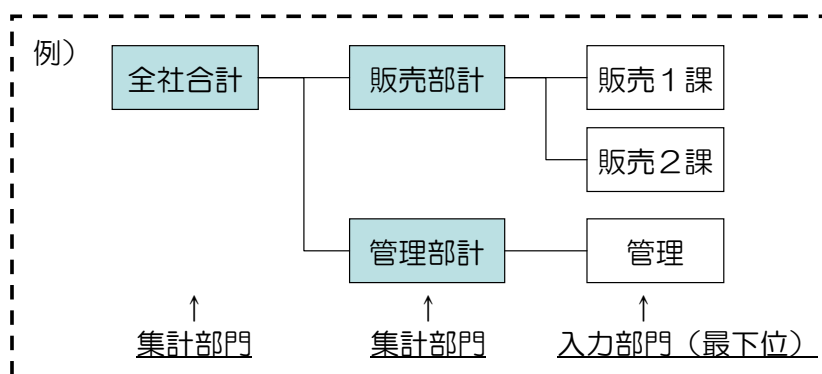 例）
全社合計 販売部計 販売１課
販売２課
管理部計 管理
↑ ↑ ↑
集計部門 集計部門 入力部門（最下位）